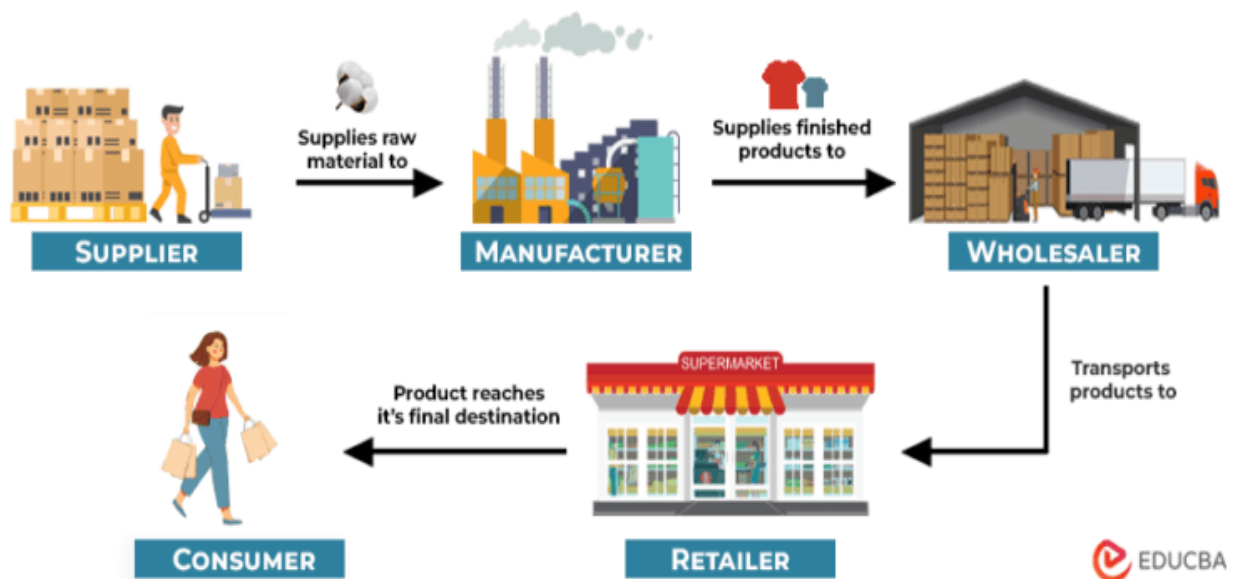 Supplies raw
material to
Supplies finished
products to
SUPPLIER
MANUFACTURER
WHOLESALER
SUPERMARKET
Transports
products to
Product reaches
it's final destination
CONSUMER
RETAILER
EDUCBA